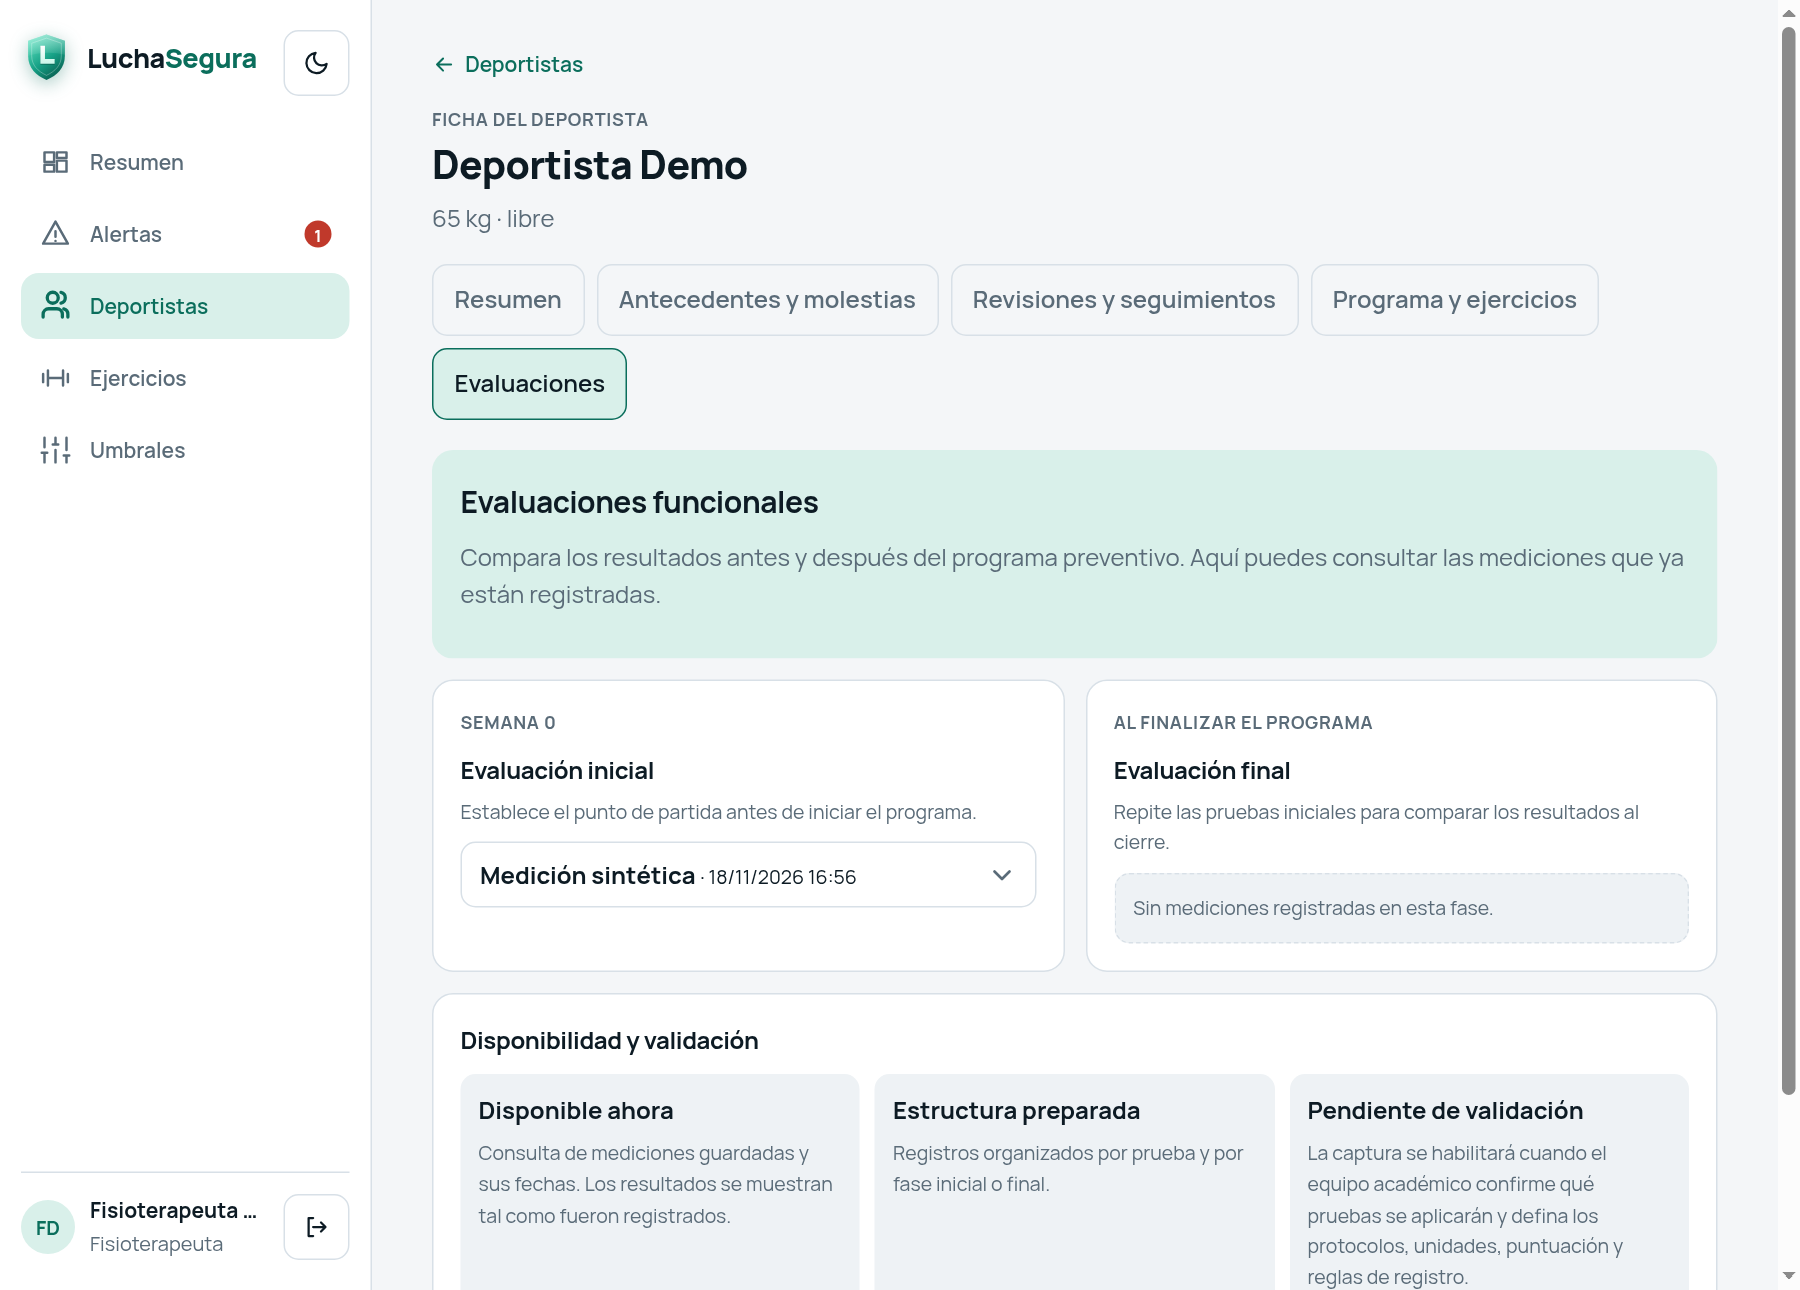 LuchaSegura
Resumen
Alertas
1
Deportistas
Ejercicios
Umbrales
FD
Fisioterapeuta ...
Fisioterapeuta
← Deportistas
FICHA DEL DEPORTISTA
Deportista Demo
65 kg · libre
Resumen
Antecedentes y molestias
Revisiones y seguimientos
Programa y ejercicios
Evaluaciones
Evaluaciones funcionales
Compara los resultados antes y después del programa preventivo. Aquí puedes consultar las mediciones que ya
están registradas.
SEMANA 0
Evaluación inicial
Establece el punto de partida antes de iniciar el programa.
Medición sintética · 18/11/2026 16:56
AL FINALIZAR EL PROGRAMA
Evaluación final
Repite las pruebas iniciales para comparar los resultados al
cierre.
Sin mediciones registradas en esta fase.
Disponibilidad y validación
Disponible ahora
Consulta de mediciones guardadas y
sus fechas. Los resultados se muestran
tal como fueron registrados.
Estructura preparada
Registros organizados por prueba y por
fase inicial o final.
Pendiente de validación
La captura se habilitará cuando el
equipo académico confirme qué
pruebas se aplicarán y defina los
protocolos, unidades, puntuación y
reglas de registro.